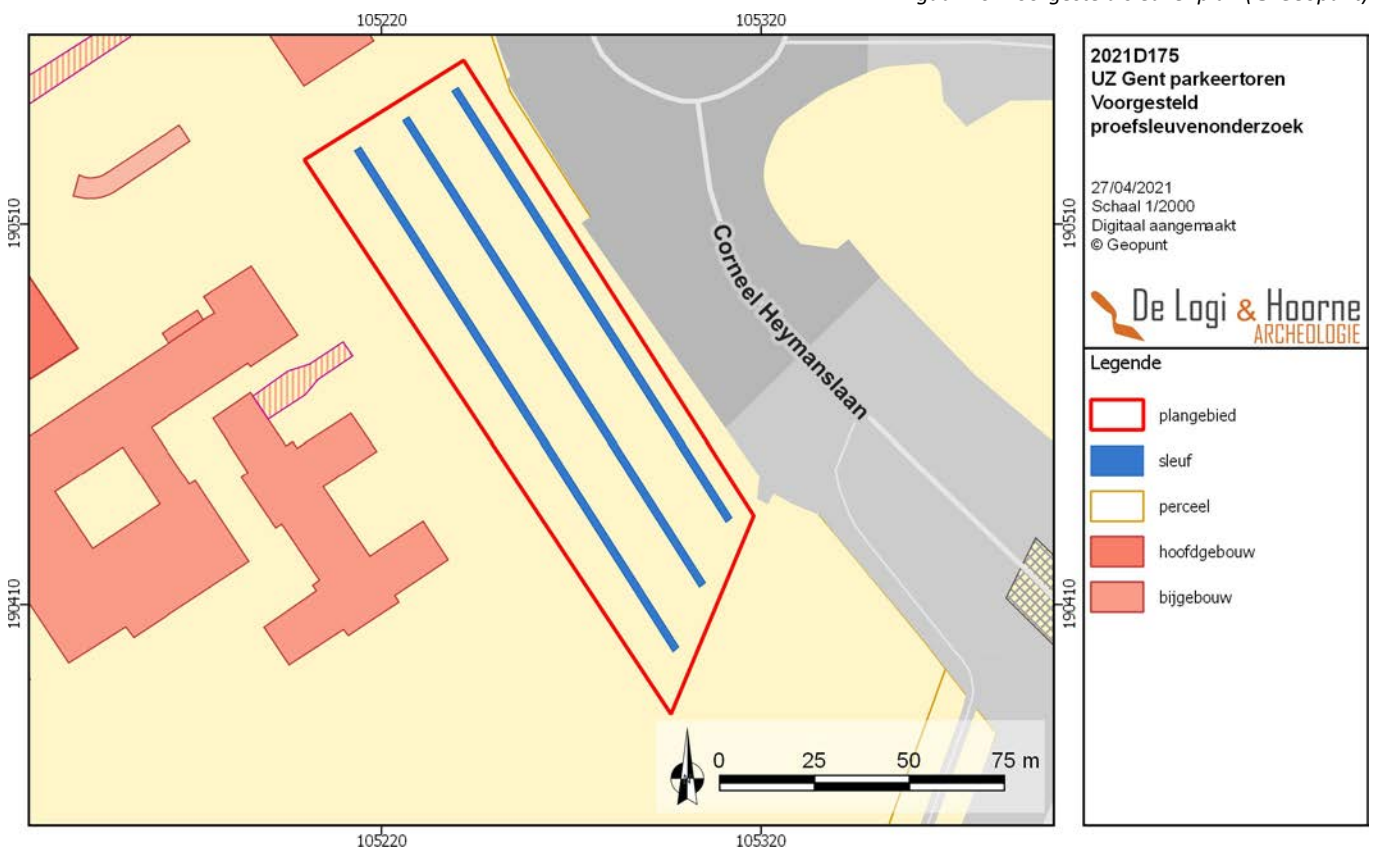 105220
105320
190510
190410
Corneel Heymanslaan
190510
190410
0 25 50 75 m
105220
105320
2021D175
UZ Gent parkeertoren
Voorgesteld
proefsleuvenonderzoek
27/04/2021
Schaal 1/2000
Digitaal aangemaakt
© Geopunt
De Logi & Hoorne
ARCHEOLOGIE
Legende
plangebied
sleuf
perceel
hoofdgebouw
bijgebouw